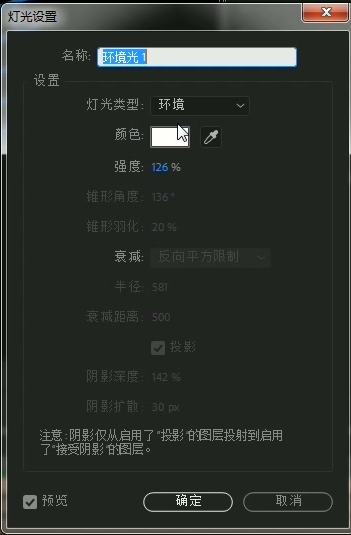 灯光设置
名称: 环境光 1
设置
灯光类型: 环境
颜色:
强度: 126 %
锥形角度: 136 °
锥形羽化: 20 %
衰减: 反向平方限制
半径: 581
衰减距离: 500
投影
阴影深度: 142 %
阴影扩散: 30 px
注意:阴影仅从启用了"投影"的图层投射到启用
了"接受阴影"的图层。
预览 确定 取消